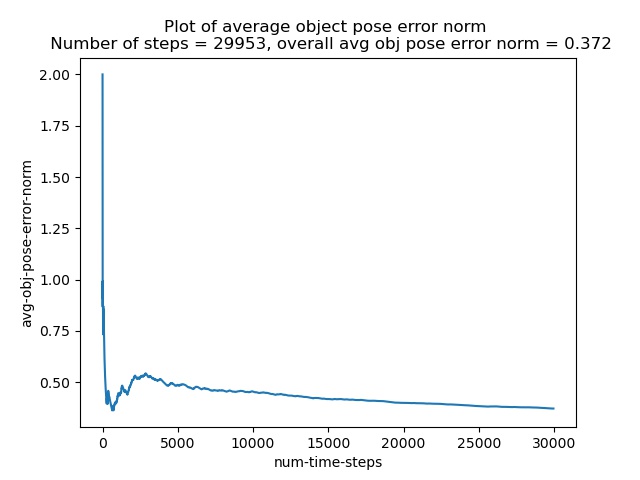 Plot of average object pose error norm
Number of steps = 29953, overall avg obj pose error norm = 0.372
2.00
1.75
1.50
1.25
1.00
0.75
0.50
avg-obj-pose-error-norm
0 5000 10000 15000 20000 25000 30000
num-time-steps